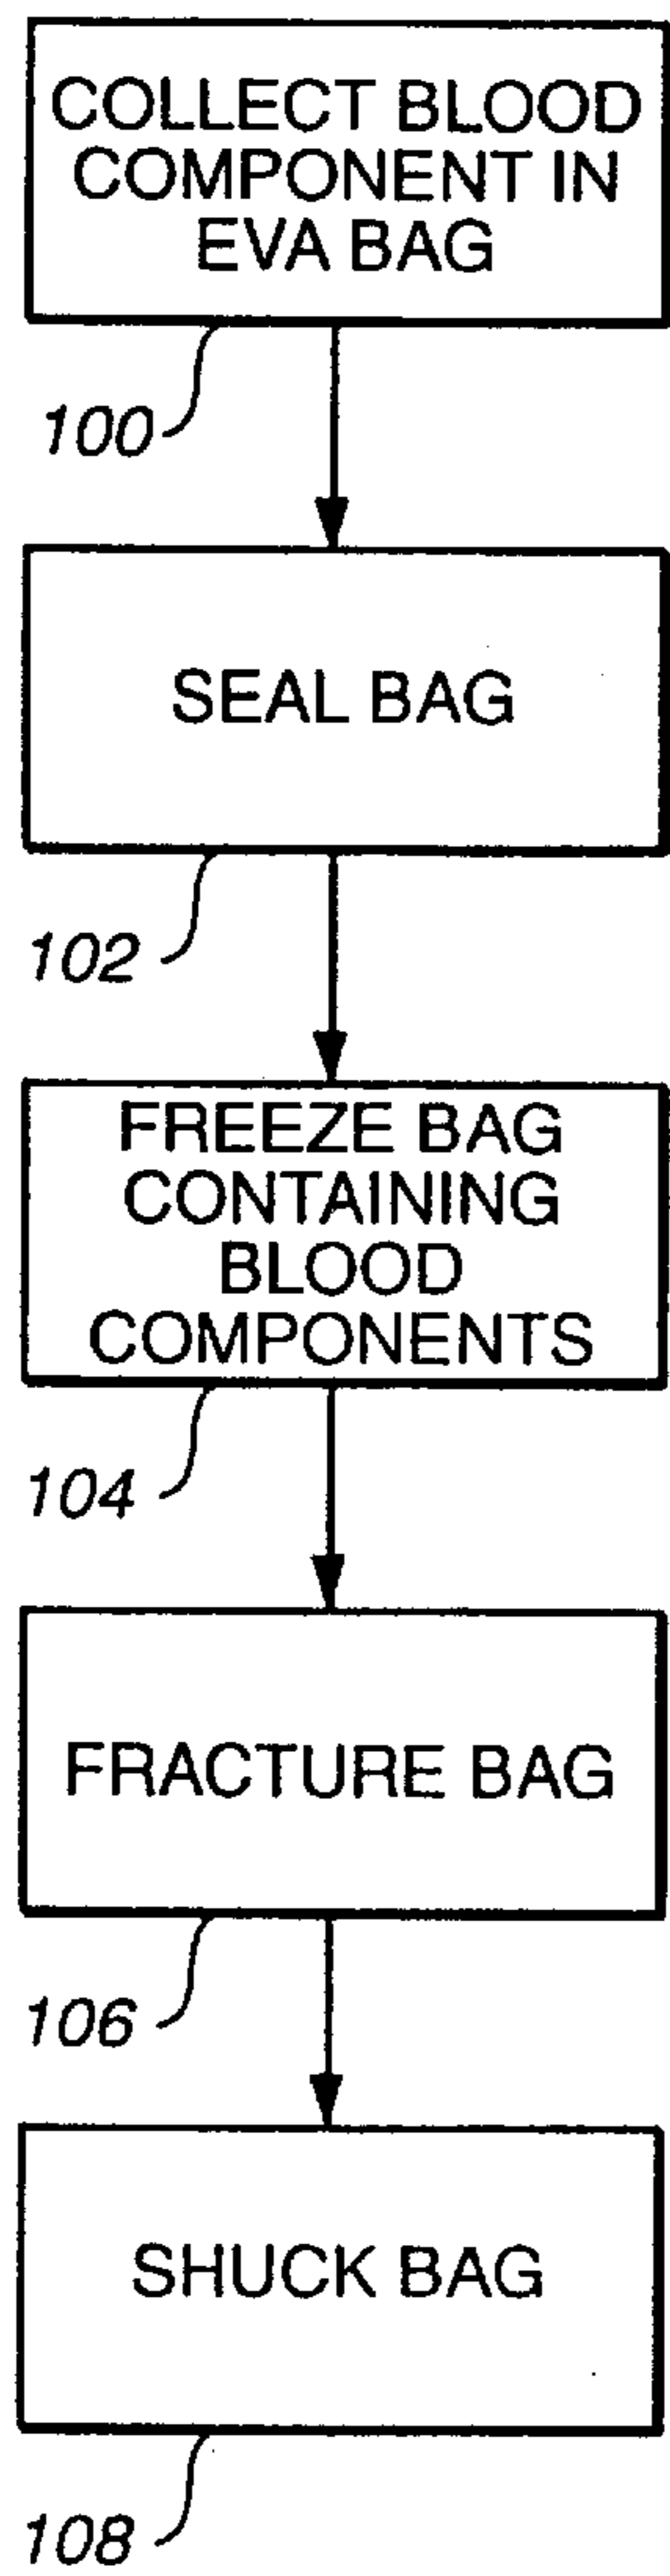 COLLECT BLOOD
COMPONENT IN
EVA BAG
100
SEAL BAG
102
FREEZE BAG
CONTAINING
BLOOD
COMPONENTS
104
FRACTURE BAG
106
SHUCK BAG
108